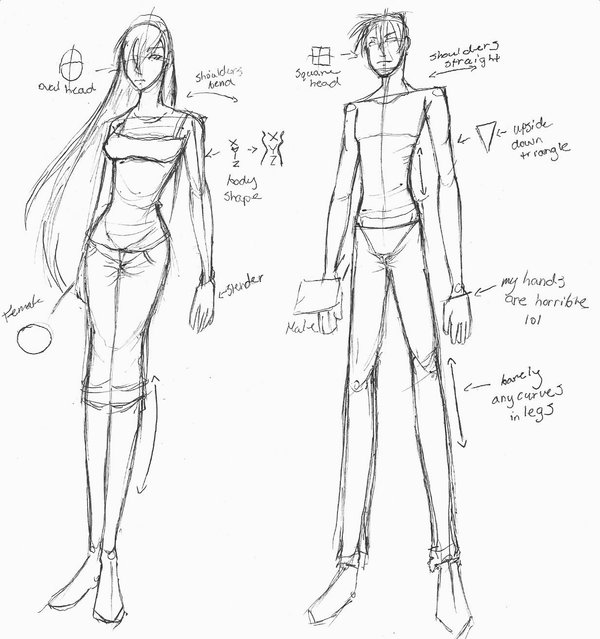 oval head
shoulders
bend
X
Y
Z
X
Y
Z
body
shape
slender
Female
square
head
shoulders
straight
upside
down
triangle
Male
my hands
are horrible
lol
barely
any curves
in legs